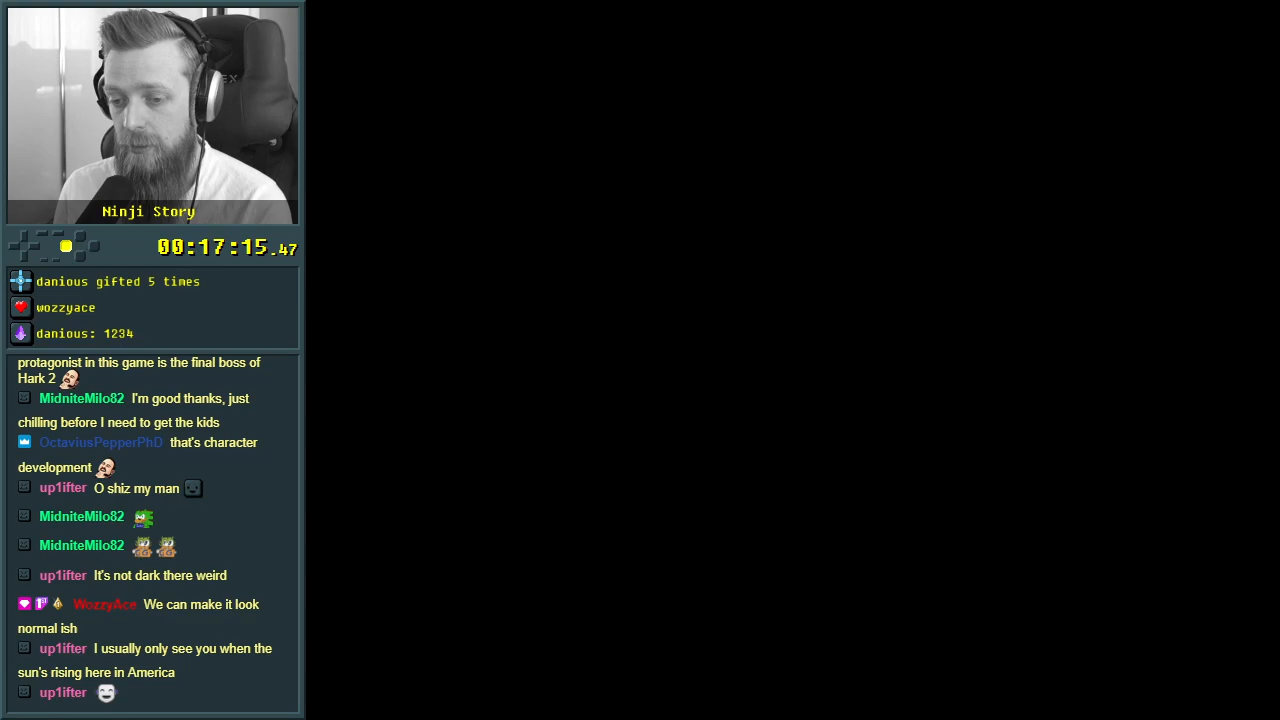 EX
Ninji Story
00:17:15.47
danious gifted 5 times
wozzyace
danious: 1234
protagonist in this game is the final boss of
Hark 2
MidniteMilo82 I'm good thanks, just
chilling before I need to get the kids
OctaviusPepperPhD that's character
development
up1ifter O shiz my man
MidniteMilo82
MidniteMilo82
up1ifter It's not dark there weird
WozzyAce We can make it look
normal ish
up1ifter I usually only see you when the
sun's rising here in America
up1ifter